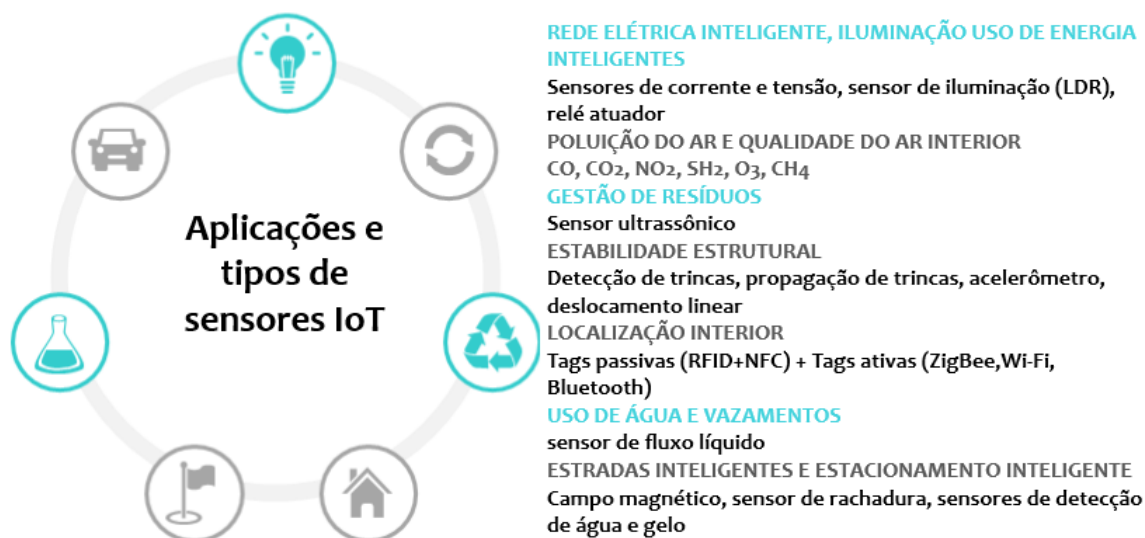 Aplicações e
tipos de
sensores IoT
REDE ELÉTRICA INTELIGENTE, ILUMINAÇÃO USO DE ENERGIA
INTELIGENTES
Sensores de corrente e tensão, sensor de iluminação (LDR),
relé atuador
POLUIÇÃO DO AR E QUALIDADE DO AR INTERIOR
CO, CO2, NO2, SH2, O3, CH4
GESTÃO DE RESÍDUOS
Sensor ultrassônico
ESTABILIDADE ESTRUTURAL
Detecção de trincas, propagação de trincas, acelerômetro,
deslocamento linear
LOCALIZAÇÃO INTERIOR
Tags passivas (RFID+NFC) + Tags ativas (ZigBee,Wi-Fi,
Bluetooth)
USO DE ÁGUA E VAZAMENTOS
sensor de fluxo líquido
ESTRADAS INTELIGENTES E ESTACIONAMENTO INTELIGENTE
Campo magnético, sensor de rachadura, sensores de detecção
de água e gelo